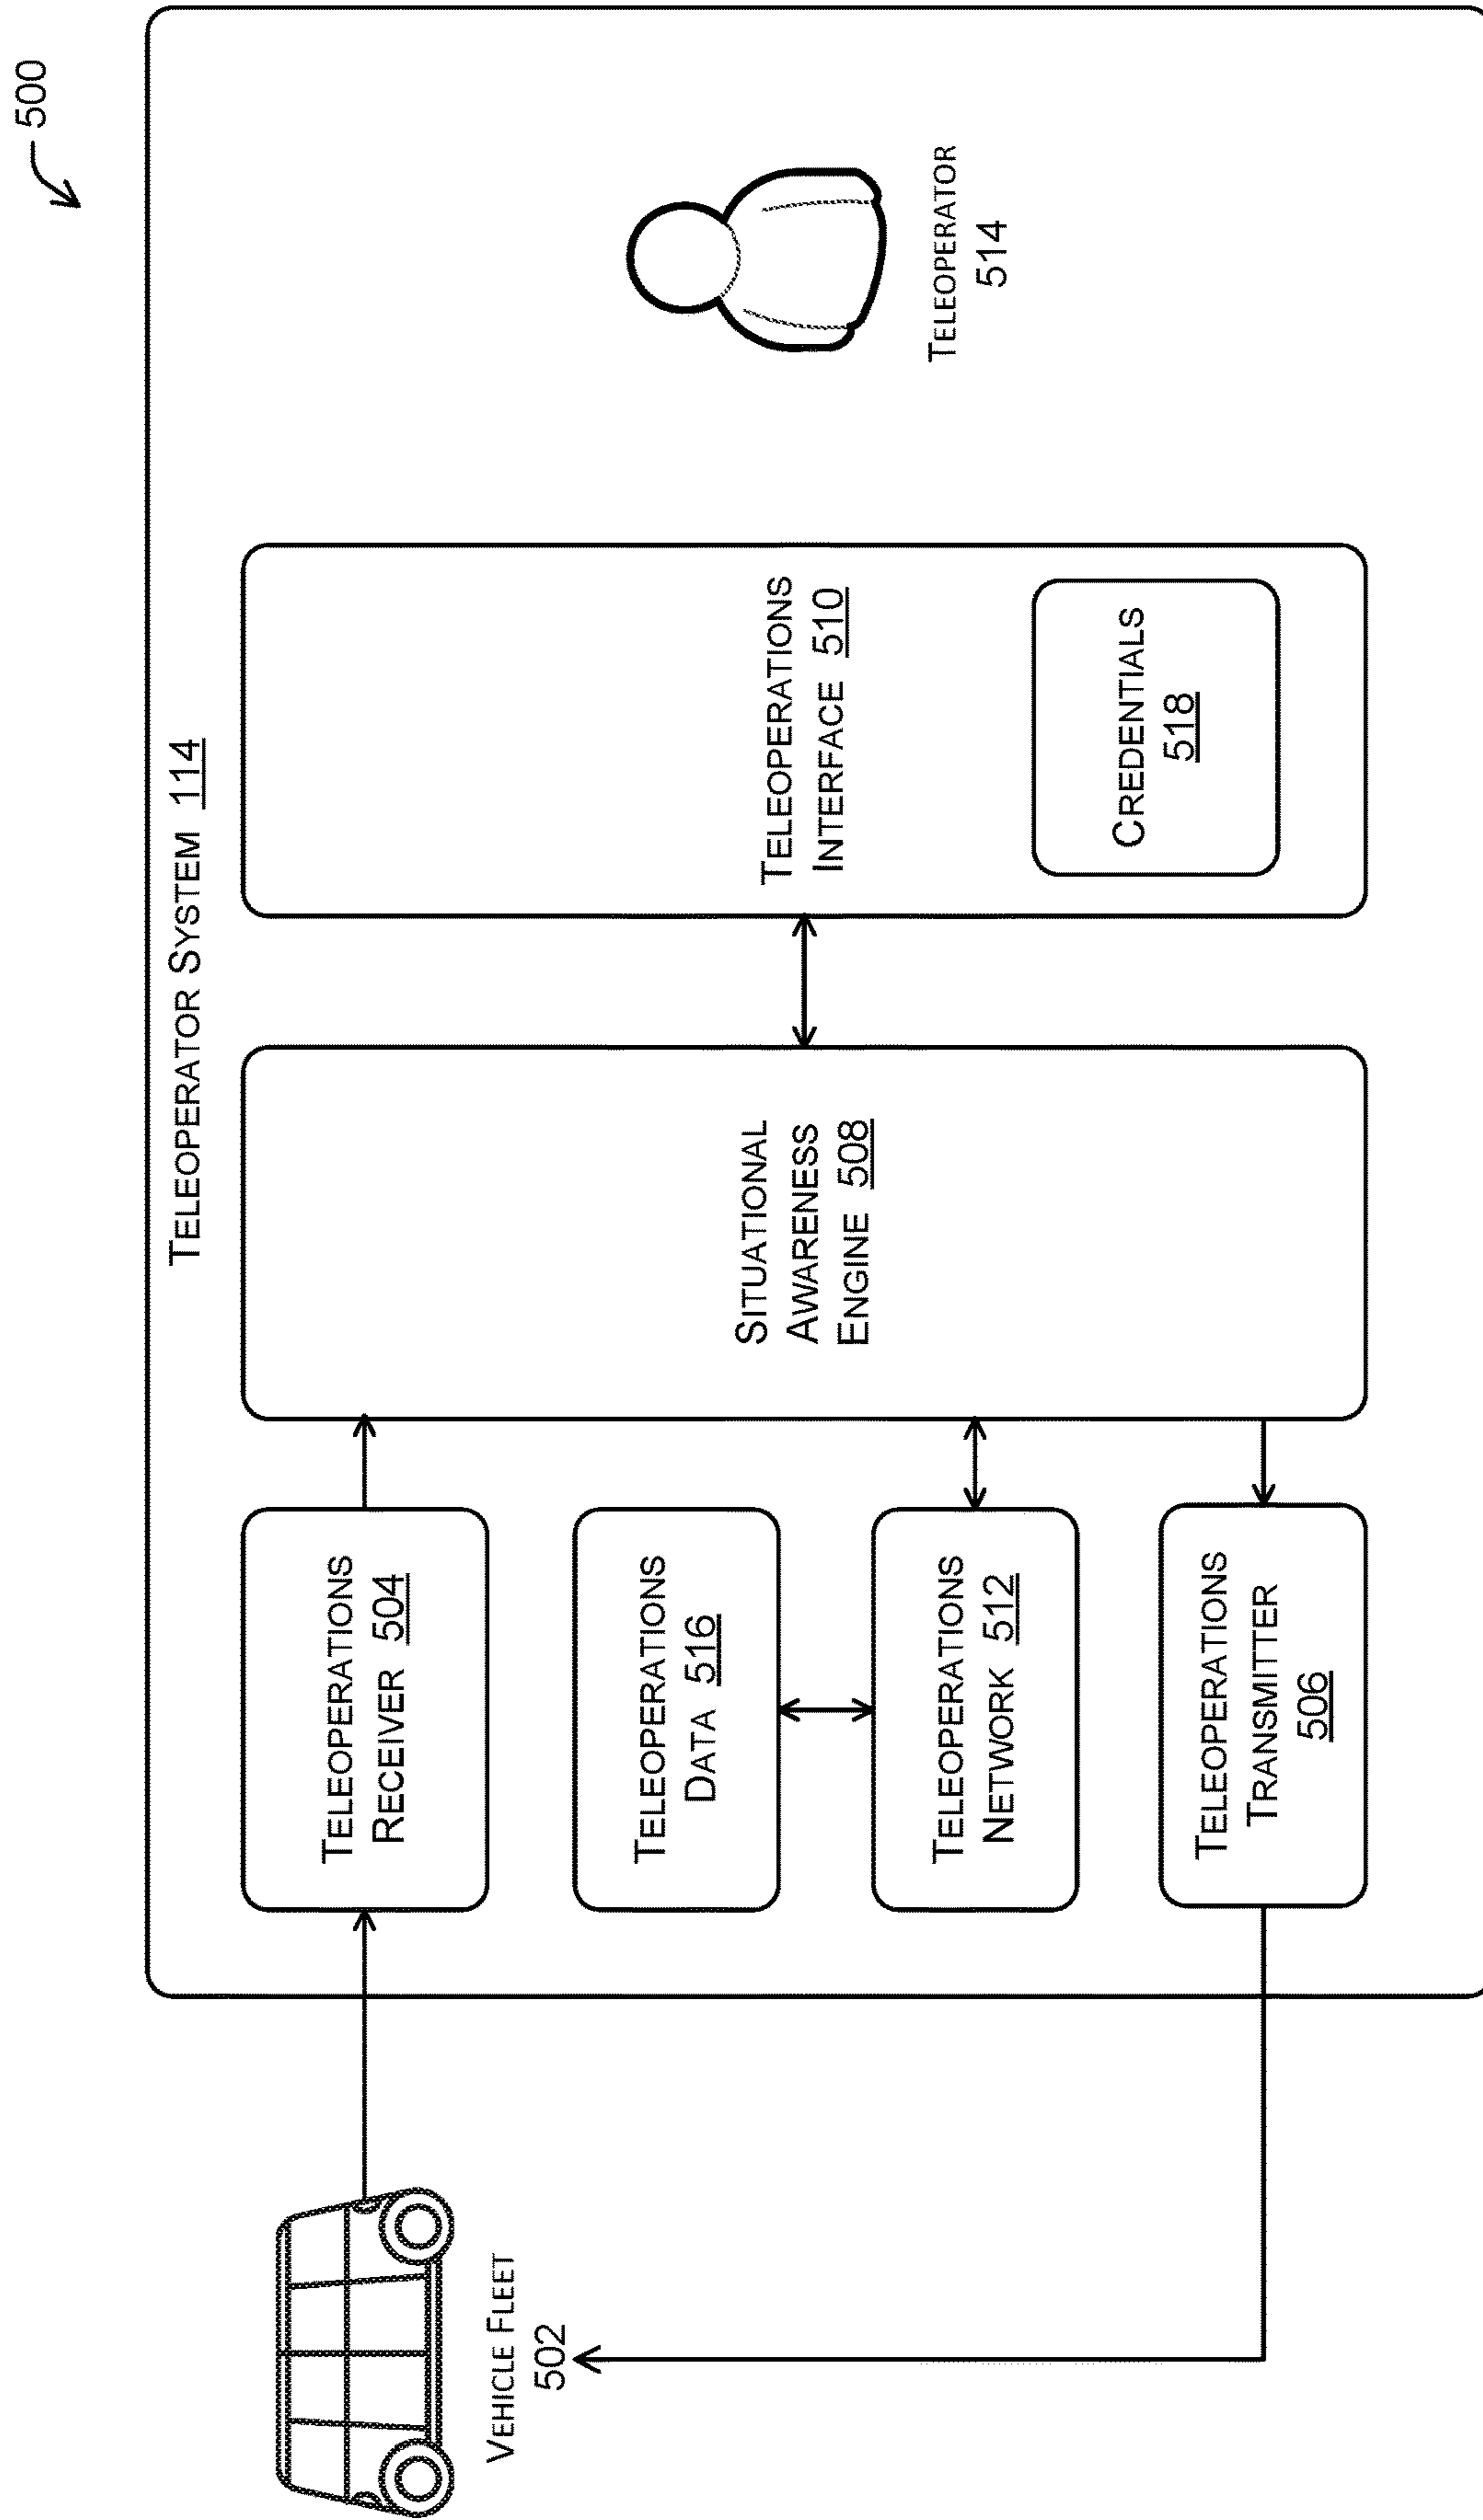 500
TELEOPERATOR SYSTEM 114
VEHICLE FLEET
502
TELEOPERATIONS
RECEIVER 504
TELEOPERATIONS
DATA 516
TELEOPERATIONS
NETWORK 512
TELEOPERATIONS
TRANSMITTER
506
SITUATIONAL
AWARENESS
ENGINE 508
TELEOPERATIONS
INTERFACE 510
CREDENTIALS
518
TELEOPERATOR
514